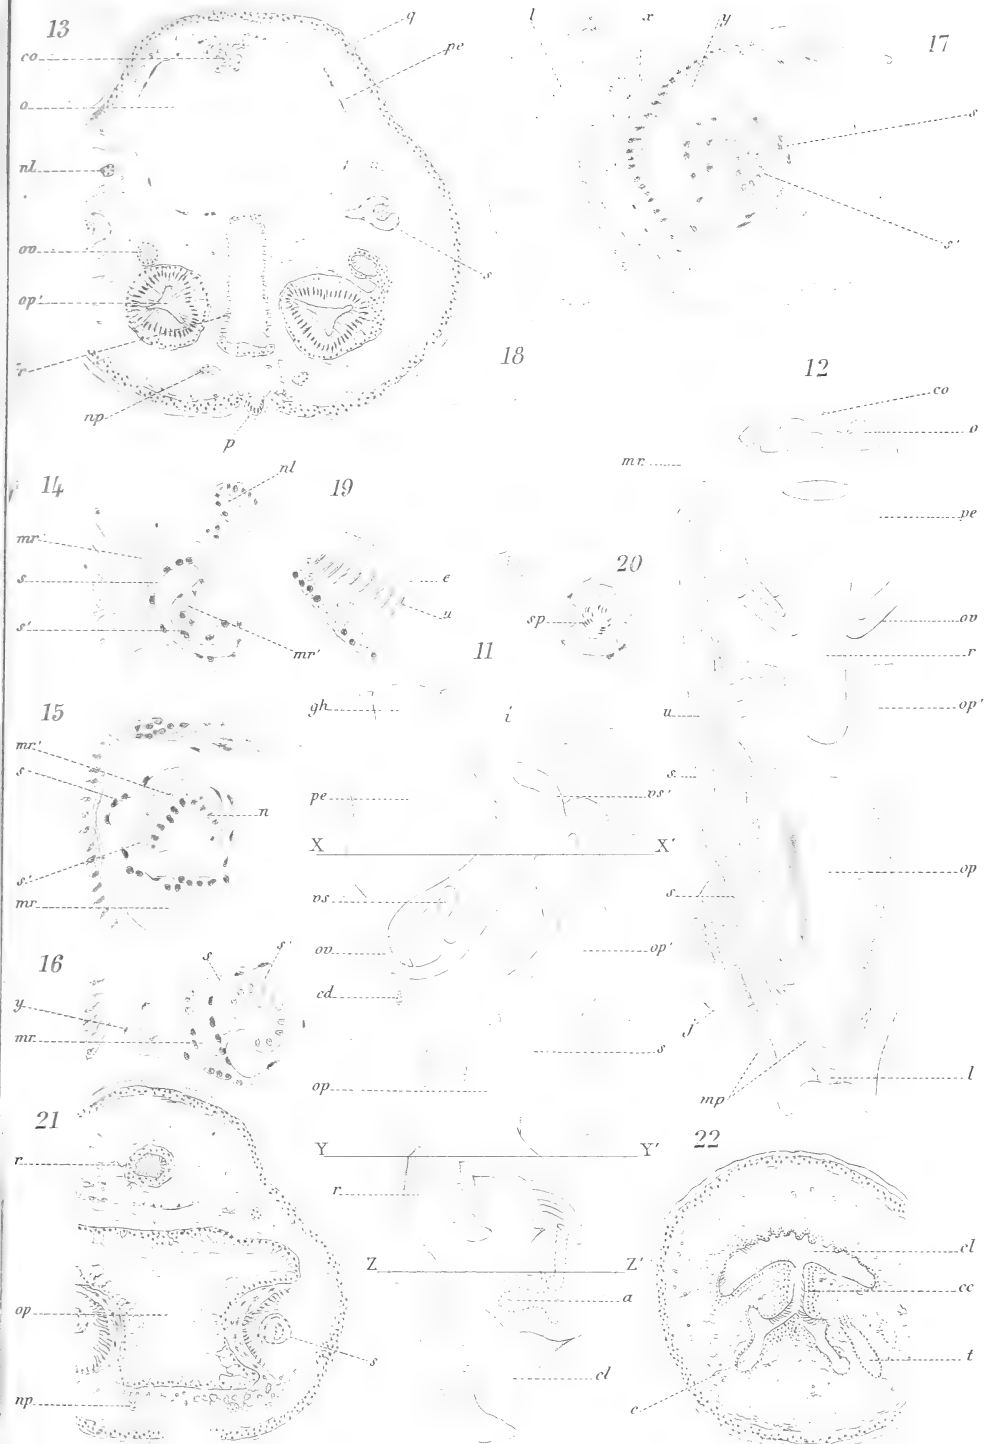 13
q
pe
co
o
nl
ov
op'
r
np
p
s
l
x
y
17
s
s'
18
12
co
o
mr
pe
ov
r
op'
u
s
op
s
j
mp
l
14
nl
mr
s
s'
mr'
19
e
u
20
sp
11
gh
i
pe
vs'
X
X'
vs
ov
op'
cd
s
op
Y
Y'
r
Z
Z'
a
cl
15
mr'
s
n
s'
mr
16
s
s'
y
mr
21
r
op
s
np
22
cl
cc
t
c